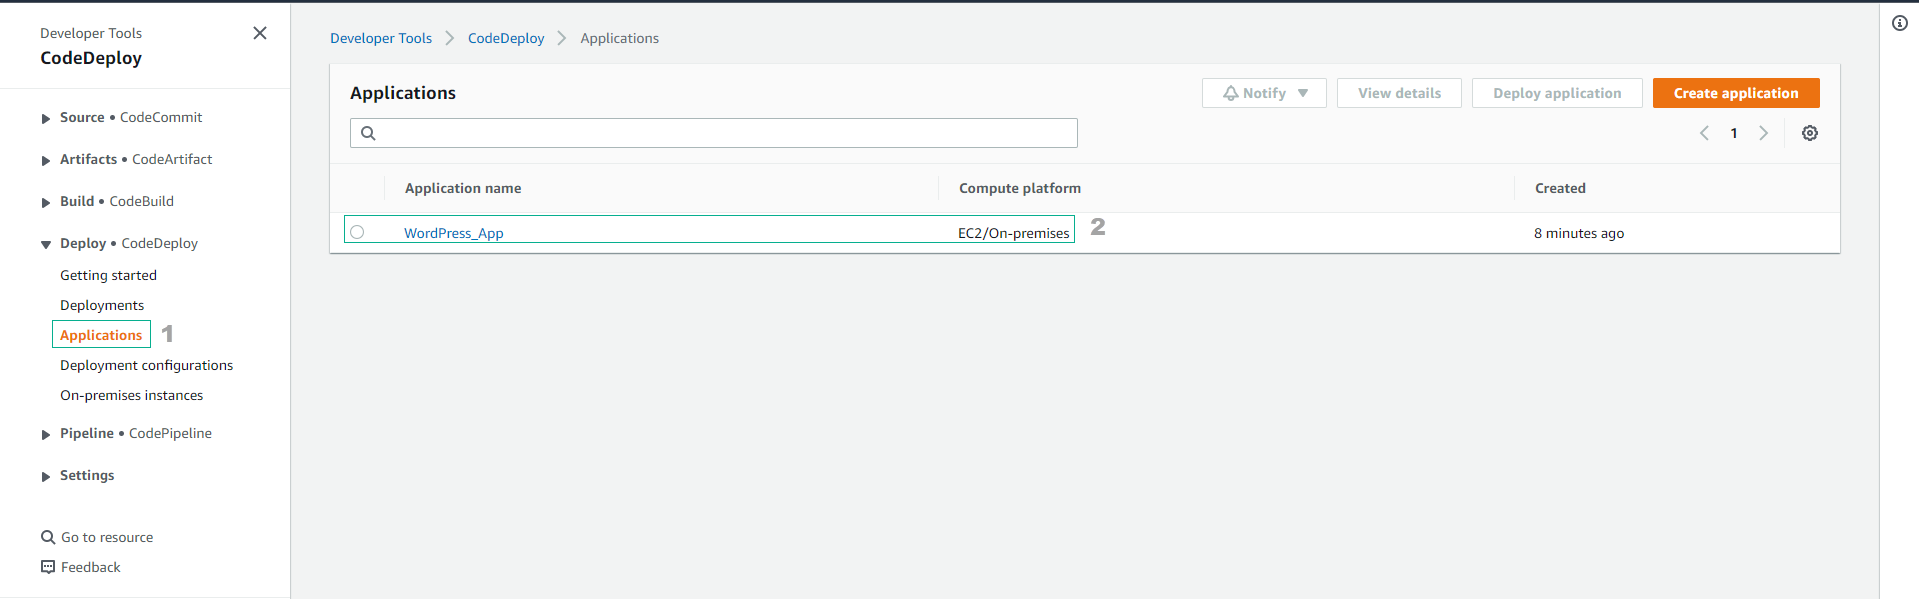 Developer Tools
CodeDeploy
Source • CodeCommit
Artifacts • CodeArtifact
Build • CodeBuild
Deploy • CodeDeploy
Getting started
Deployments
Applications 1
Deployment configurations
On-premises instances
Pipeline • CodePipeline
Settings
Go to resource
Feedback
Developer Tools > CodeDeploy > Applications
Applications
Notify View details Deploy application Create application
1
Application name Compute platform Created
WordPress_App EC2/On-premises 2 8 minutes ago